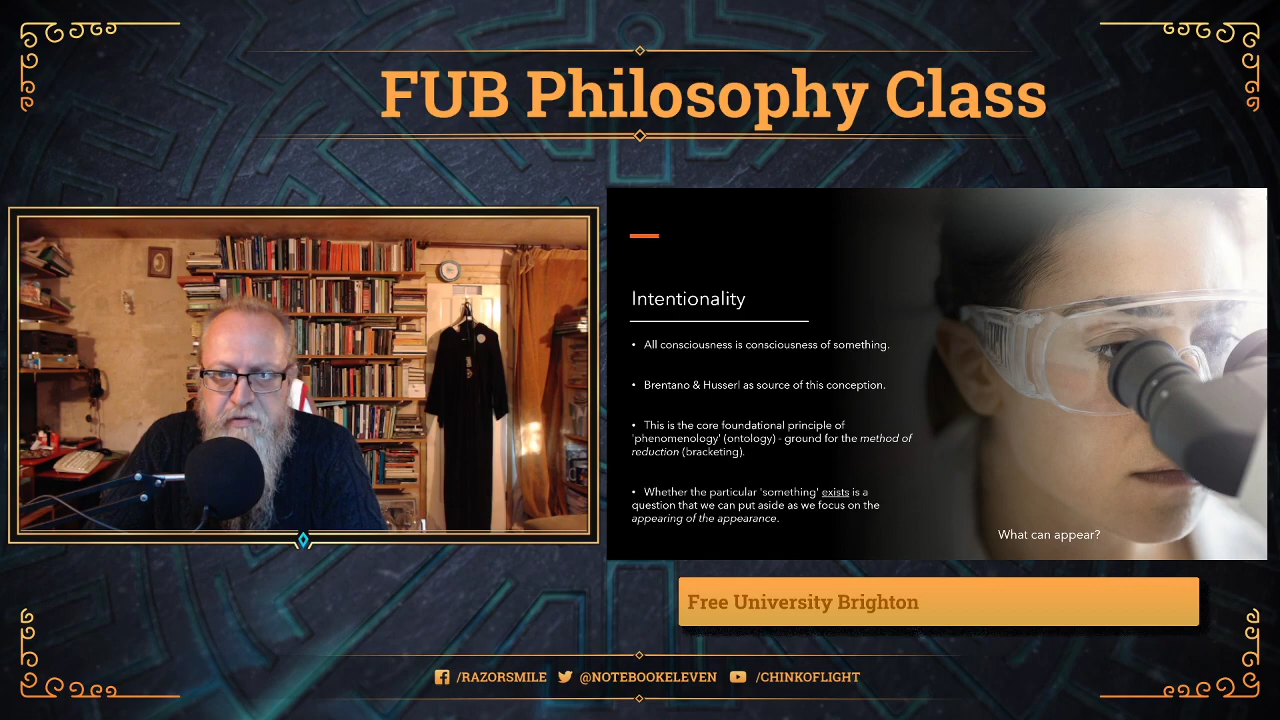 FUB Philosophy Class
Intentionality
• All consciousness is consciousness of something.
• Brentano & Husserl as source of this conception.
• This is the core foundational principle of
'phenomenology' (ontology) - ground for the method of
reduction (bracketing).
• Whether the particular 'something' exists is a
question that we can put aside as we focus on the
appearing of the appearance.
What can appear?
Free University Brighton
/RAZORSMILE @NOTEBOOKELEVEN /CHINKOFLIGHT